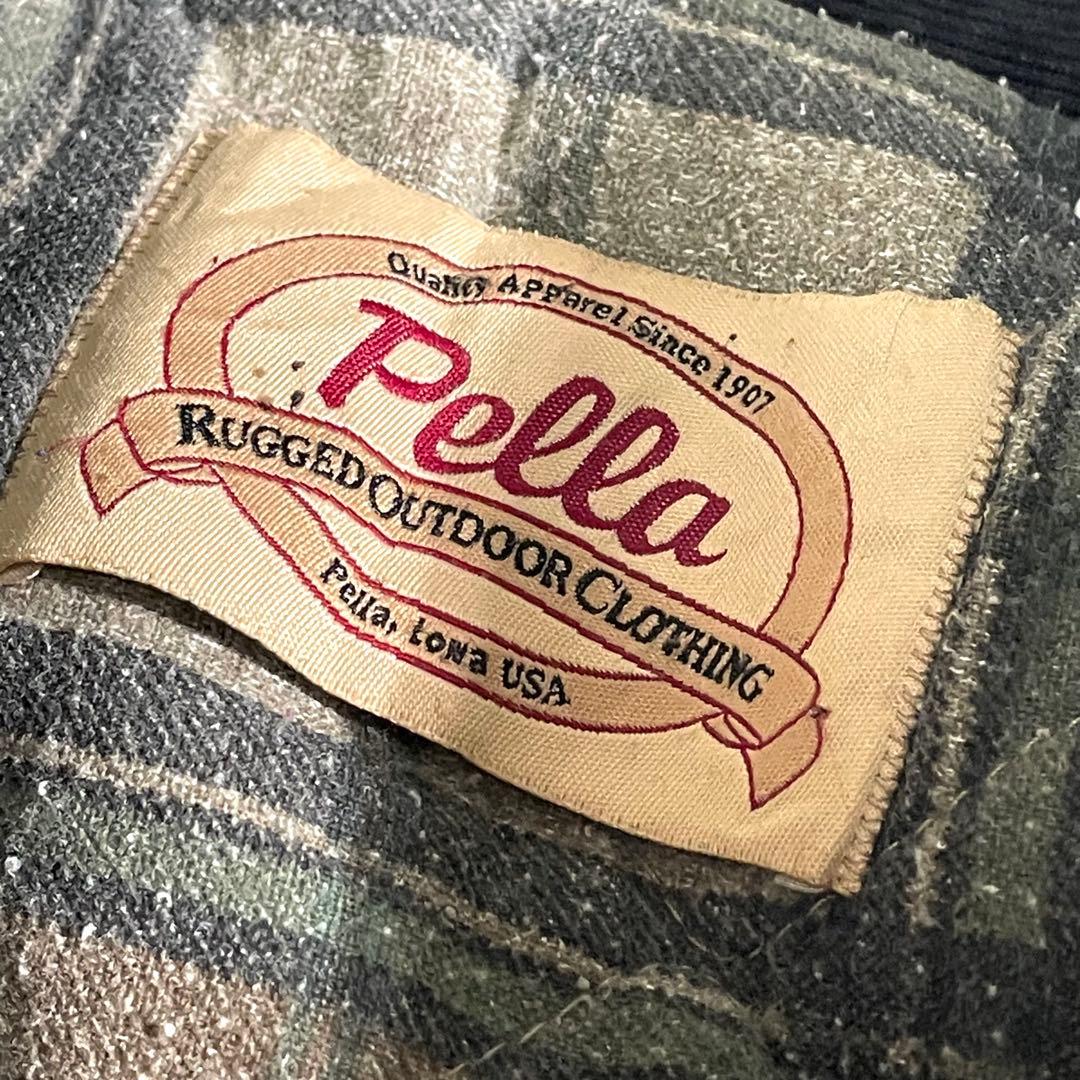 Quality Apparel Since 1907
Pella
RUGGED OUTDOOR CLOTHING
Pella, Iowa USA